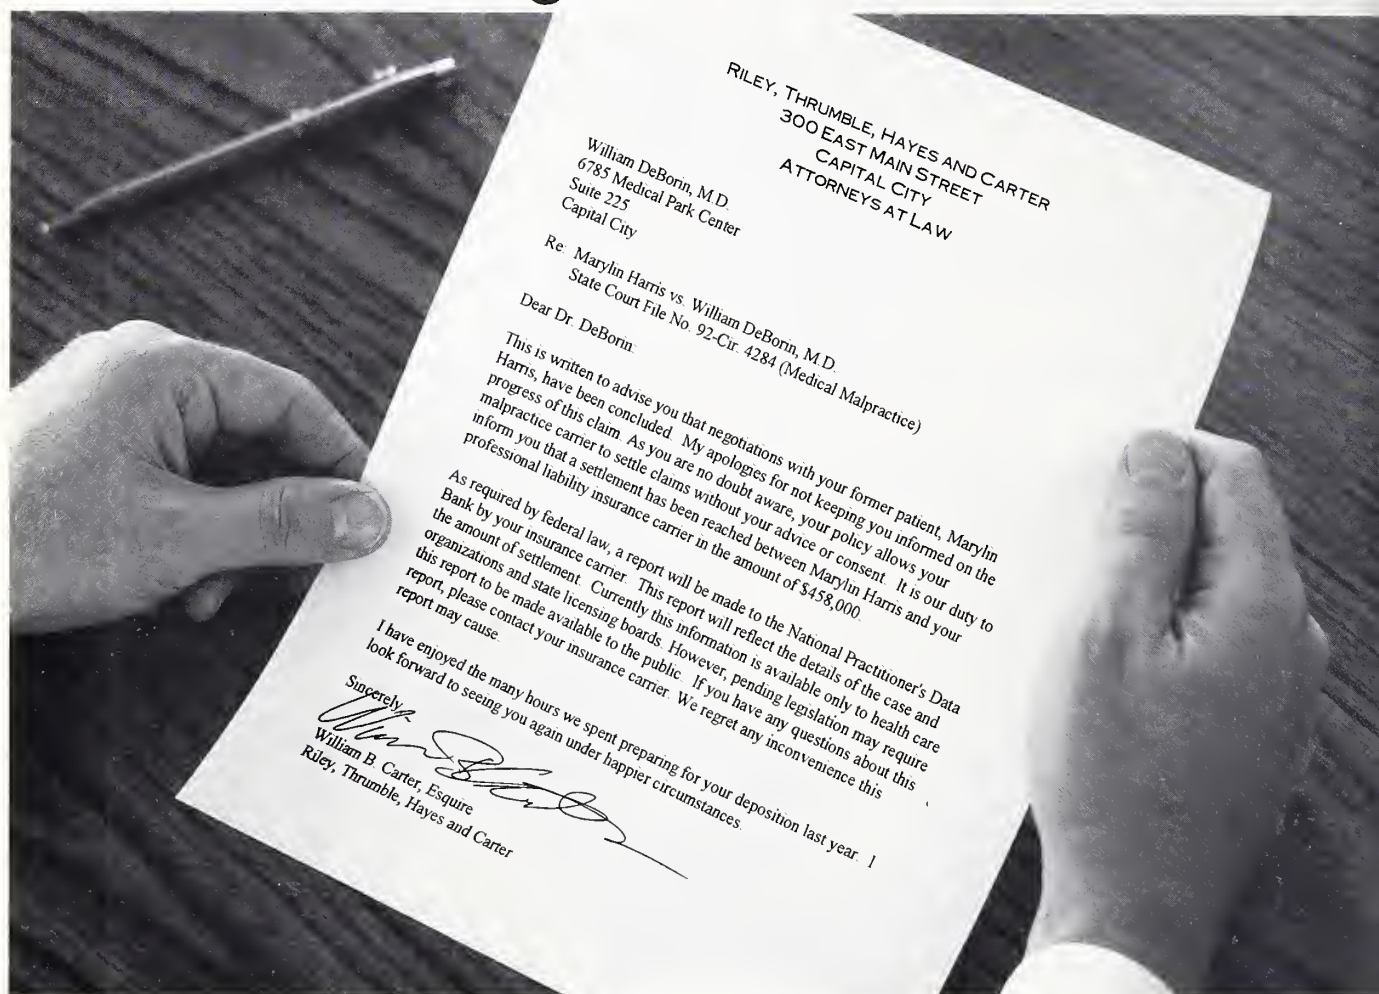 RILEY, THRUMBLE, HAYES AND CARTER
300 EAST MAIN STREET
CAPITAL CITY
ATTORNEYS AT LAW
William DeBorin, M.D.
6785 Medical Park Center
Suite 225
Capital City
Re: Marylin Harris vs. William DeBorin, M.D.
State Court File No. 92-Cir. 4284 (Medical Malpractice)
Dear Dr. DeBorin:
This is written to advise you that negotiations with your former patient, Marylin
Harris, have been concluded. My apologies for not keeping you informed on the
progress of this claim. As you are no doubt aware, your policy allows your
malpractice carrier to settle claims without your advice or consent. It is our duty to
inform you that a settlement has been reached between Marylin Harris and your
professional liability insurance carrier in the amount of $458,000.
As required by federal law, a report will be made to the National Practitioner's Data
Bank by your insurance carrier. This report will reflect the details of the case and
the amount of settlement. Currently this information is available only to health care
organizations and state licensing boards. However, pending legislation may require
this report to be made available to the public. If you have any questions about this
report, please contact your insurance carrier. We regret any inconvenience this
report may cause.
I have enjoyed the many hours we spent preparing for your deposition last year. I
look forward to seeing you again under happier circumstances.
Sincerely,
William B. Carter, Esquire
Riley, Thrumble, Hayes and Carter